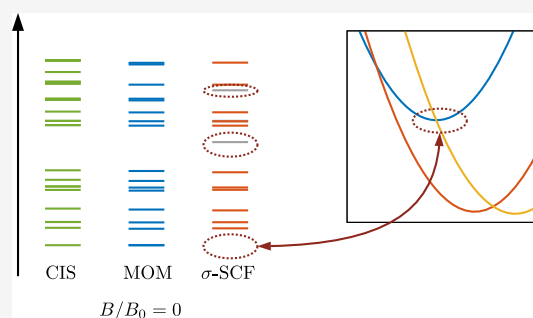 CIS MOM σ-SCF
B/B₀ = 0